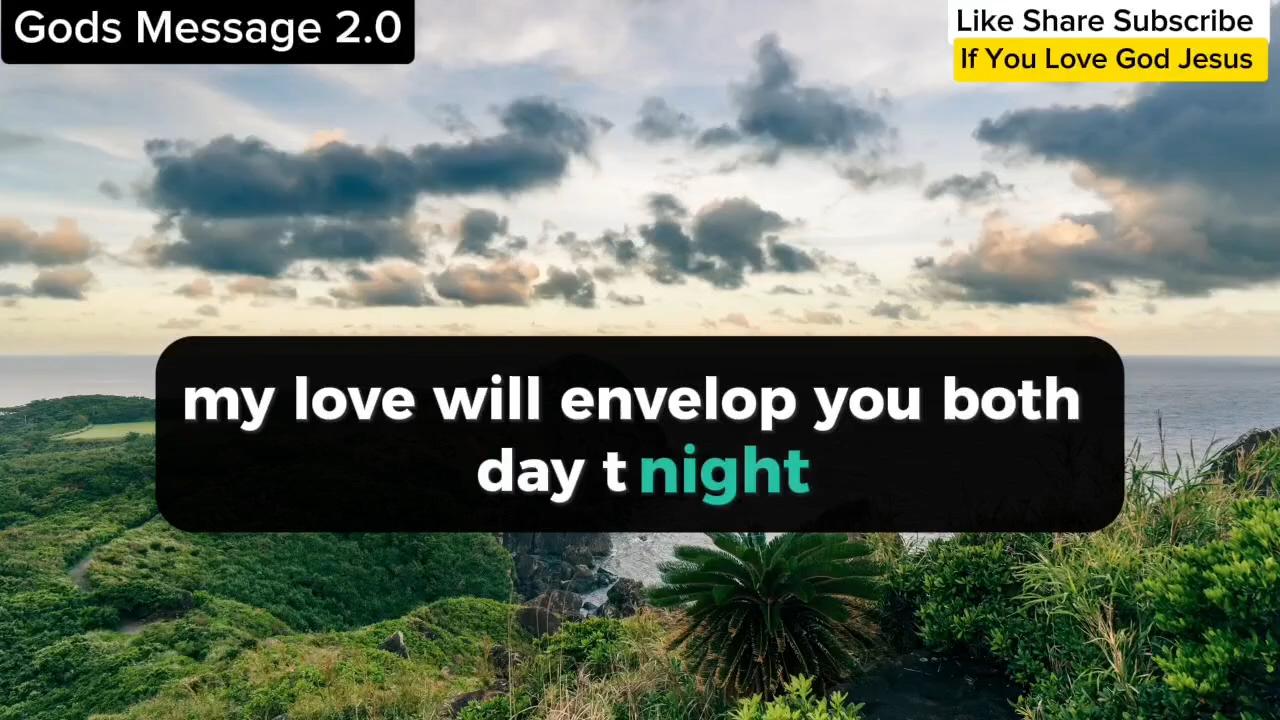 Gods Message 2.0
Like Share Subscribe
If You Love God Jesus
my love will envelop you both
day t night